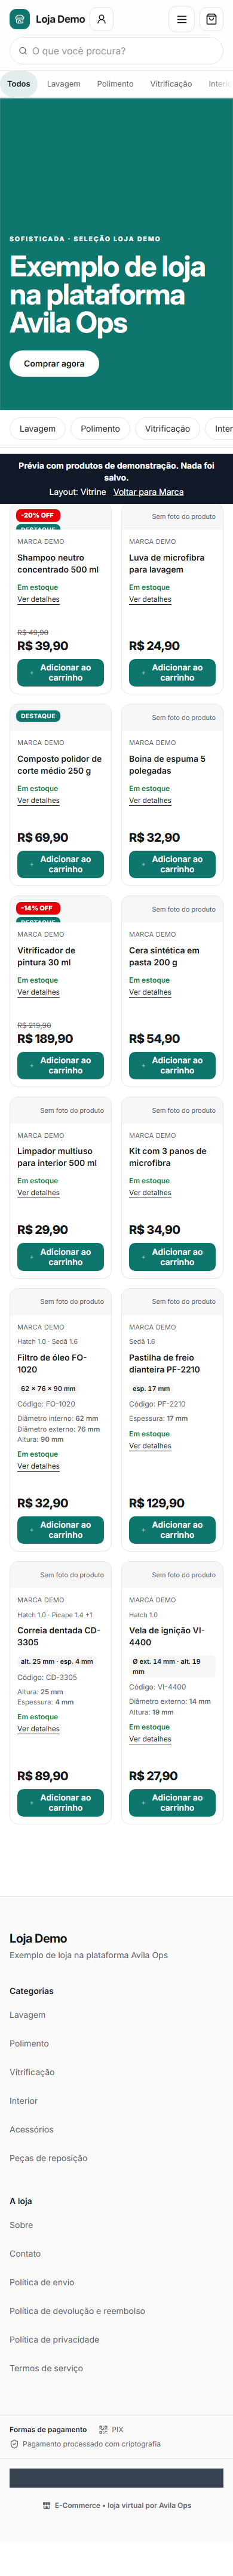 Loja Demo
O que você procura?
Todos Lavagem Polimento Vitrificação
SOFISTICADA · SELEÇÃO LOJA DEMO
Exemplo de loja
na plataforma
Avila Ops
Comprar agora
Lavagem Polimento Vitrificação
Prévia com produtos de demonstração. Nada foi
salvo.
Layout: Vitrine Voltar para Marca
-20% OFF
MARCA DEMO
Shampoo neutro
concentrado 500 ml
Em estoque
Ver detalhes
R$ 49,90
R$ 39,90
+ Adicionar ao
carrinho
Sem foto do produto
MARCA DEMO
Luva de microfibra
para lavagem
Em estoque
Ver detalhes
R$ 24,90
+ Adicionar ao
carrinho
DESTAQUE
MARCA DEMO
Composto polidor de
corte médio 250 g
Em estoque
Ver detalhes
R$ 69,90
+ Adicionar ao
carrinho
Sem foto do produto
MARCA DEMO
Boina de espuma 5
polegadas
Em estoque
Ver detalhes
R$ 32,90
+ Adicionar ao
carrinho
-14% OFF
MARCA DEMO
Vitrificador de
pintura 30 ml
Em estoque
Ver detalhes
R$ 219,90
R$ 189,90
+ Adicionar ao
carrinho
Sem foto do produto
MARCA DEMO
Cera sintética em
pasta 200 g
Em estoque
Ver detalhes
R$ 54,90
+ Adicionar ao
carrinho
Sem foto do produto
MARCA DEMO
Limpador multiuso
para interior 500 ml
Em estoque
Ver detalhes
R$ 29,90
+ Adicionar ao
carrinho
Sem foto do produto
MARCA DEMO
Kit com 3 panos de
microfibra
Em estoque
Ver detalhes
R$ 34,90
+ Adicionar ao
carrinho
Sem foto do produto
MARCA DEMO
Hatch 1.0 · Sedã 1.6
Filtro de óleo FO-
1020
62 × 76 × 90 mm
Código: FO-1020
Diâmetro interno: 62 mm
Diâmetro externo: 76 mm
Altura: 90 mm
Em estoque
Ver detalhes
R$ 32,90
+ Adicionar ao
carrinho
Sem foto do produto
MARCA DEMO
Sedã 1.6
Pastilha de freio
dianteira PF-2210
esp. 17 mm
Código: PF-2210
Espessura: 17 mm
Em estoque
Ver detalhes
R$ 129,90
+ Adicionar ao
carrinho
Sem foto do produto
MARCA DEMO
Hatch 1.0 · Picape 1.4 +1
Correia dentada CD-
3305
alt. 25 mm · esp. 4 mm
Código: CD-3305
Altura: 25 mm
Espessura: 4 mm
Em estoque
Ver detalhes
R$ 89,90
+ Adicionar ao
carrinho
Sem foto do produto
MARCA DEMO
Hatch 1.0
Vela de ignição VI-
4400
Ø ext. 14 mm · alt. 19
mm
Código: VI-4400
Diâmetro externo: 14 mm
Altura: 19 mm
Em estoque
Ver detalhes
R$ 27,90
+ Adicionar ao
carrinho
Loja Demo
Exemplo de loja na plataforma Avila Ops
Categorias
Lavagem
Polimento
Vitrificação
Interior
Acessórios
Peças de reposição
A loja
Sobre
Contato
Política de envio
Política de devolução e reembolso
Política de privacidade
Termos de serviço
Formas de pagamento PIX
Pagamento processado com criptografia
E-Commerce • loja virtual por Avila Ops